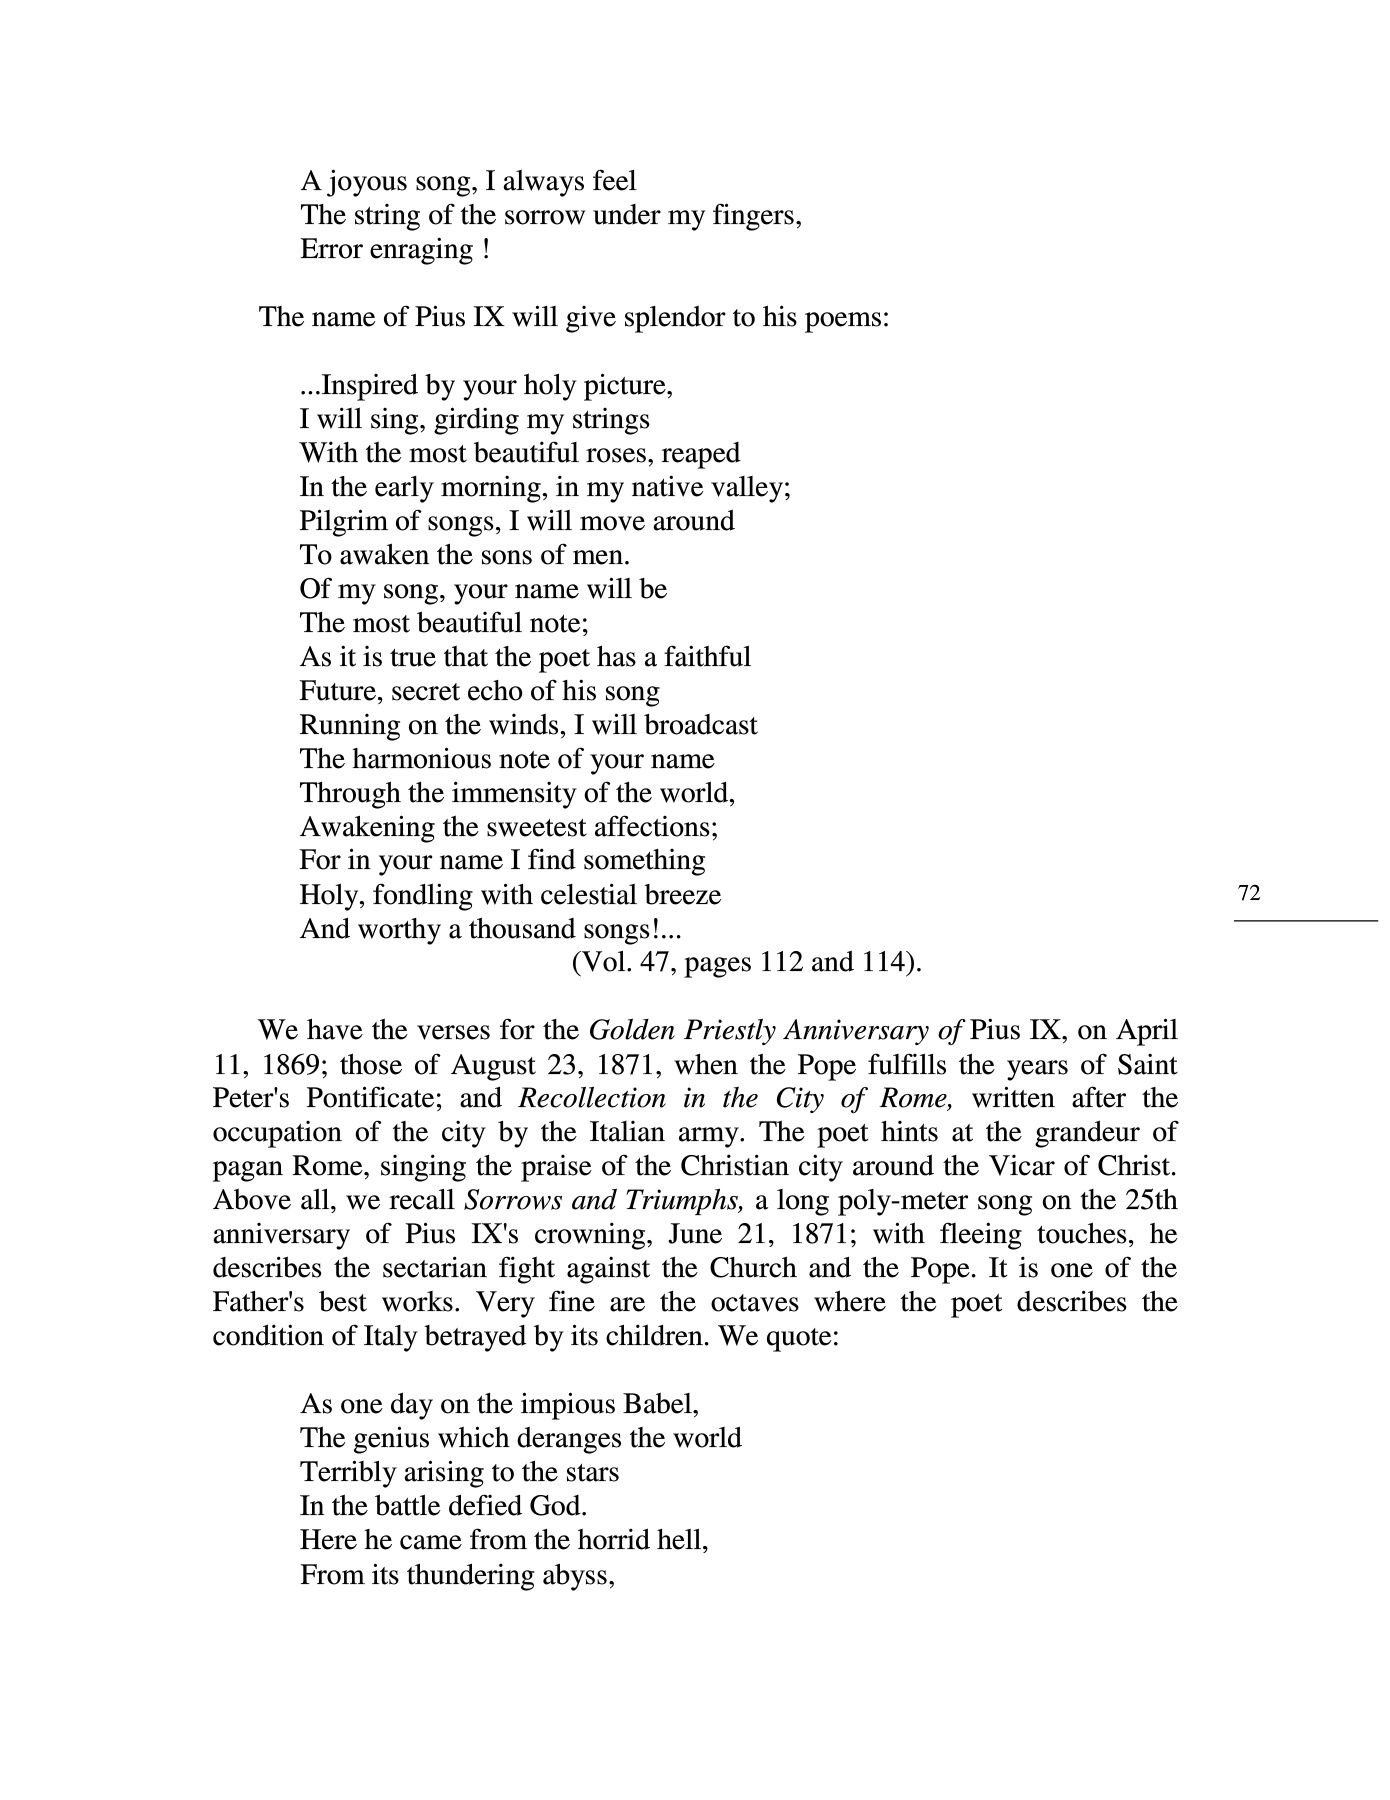 A joyous song, I always feel
The string of the sorrow under my fingers,
Error enraging !
The name of Pius IX will give splendor to his poems:
...Inspired by your holy picture,
I will sing, girding my strings
With the most beautiful roses, reaped
In the early morning, in my native valley;
Pilgrim of songs, I will move around
To awaken the sons of men.
Of my song, your name will be
The most beautiful note;
As it is true that the poet has a faithful
Future, secret echo of his song
Running on the winds, I will broadcast
The harmonious note of your name
Through the immensity of the world,
Awakening the sweetest affections;
For in your name I find something
Holy, fondling with celestial breeze
And worthy a thousand songs!...
(Vol. 47, pages 112 and 114).
72
We have the verses for the Golden Priestly Anniversary of Pius IX, on April
11, 1869; those of August 23, 1871, when the Pope fulfills the years of Saint
Peter's Pontificate; and Recollection in the City of Rome, written after the
occupation of the city by the Italian army. The poet hints at the grandeur of
pagan Rome, singing the praise of the Christian city around the Vicar of Christ.
Above all, we recall Sorrows and Triumphs, a long poly-meter song on the 25th
anniversary of Pius IX's crowning, June 21, 1871; with fleeing touches, he
describes the sectarian fight against the Church and the Pope. It is one of the
Father's best works. Very fine are the octaves where the poet describes the
condition of Italy betrayed by its children. We quote:
As one day on the impious Babel,
The genius which deranges the world
Terribly arising to the stars
In the battle defied God.
Here he came from the horrid hell,
From its thundering abyss,